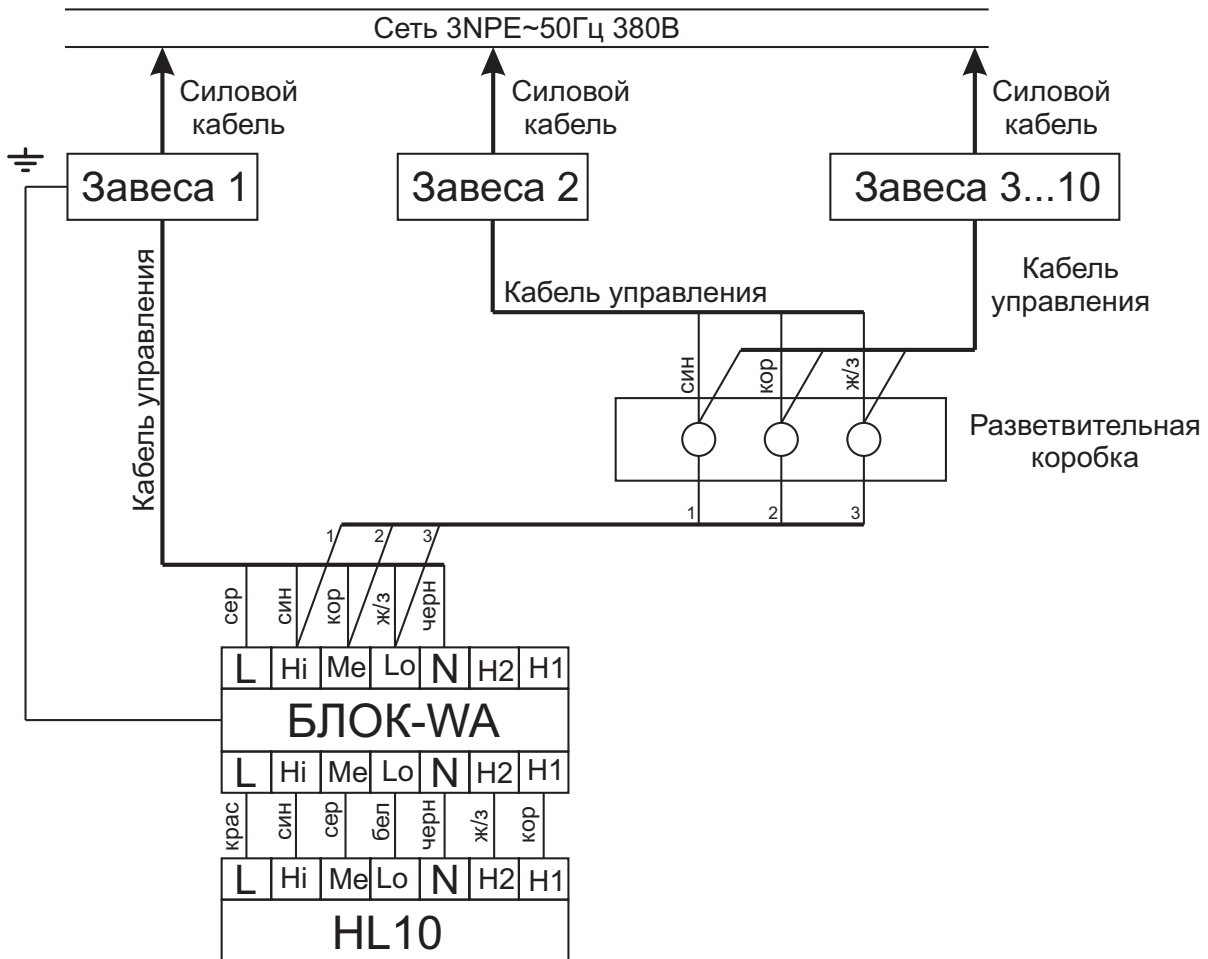 Сеть 3NPE~50Гц 380В
Силовой
кабель
Силовой
кабель
Силовой
кабель
Завеса 1
Завеса 2
Завеса 3...10
Кабель управления
Кабель управления
Кабель
управления
син
кор
ж/з
Разветвительная
коробка
1
2
3
1
2
3
сер
син
кор
ж/з
черн
L
Hi
Me
Lo
N
H2
H1
БЛОК-WA
L
Hi
Me
Lo
N
H2
H1
крас
син
сер
бел
черн
ж/з
кор
L
Hi
Me
Lo
N
H2
H1
HL10